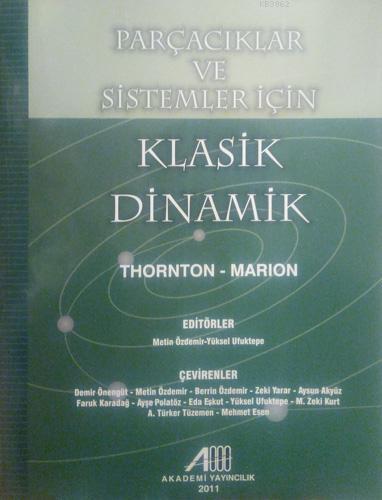 KB3862
PARÇACIKLAR
VE
SİSTEMLER İÇİN
KLASİK
DİNAMİK
THORNTON - MARION
EDİTÖRLER
Metin Özdemir-Yüksel Ufuktepe
ÇEVİRENLER
Demir Önengüt - Metin Özdemir - Berrin Özdemir - Zeki Yarar - Aysun Akyüz
Faruk Karadağ - Ayşe Polatöz - Eda Eşkut - Yüksel Ufuktepe - M. Zeki Kurt
A. Türker Tüzemen - Mehmet Esen
AKADEMİ YAYINCILIK
2011